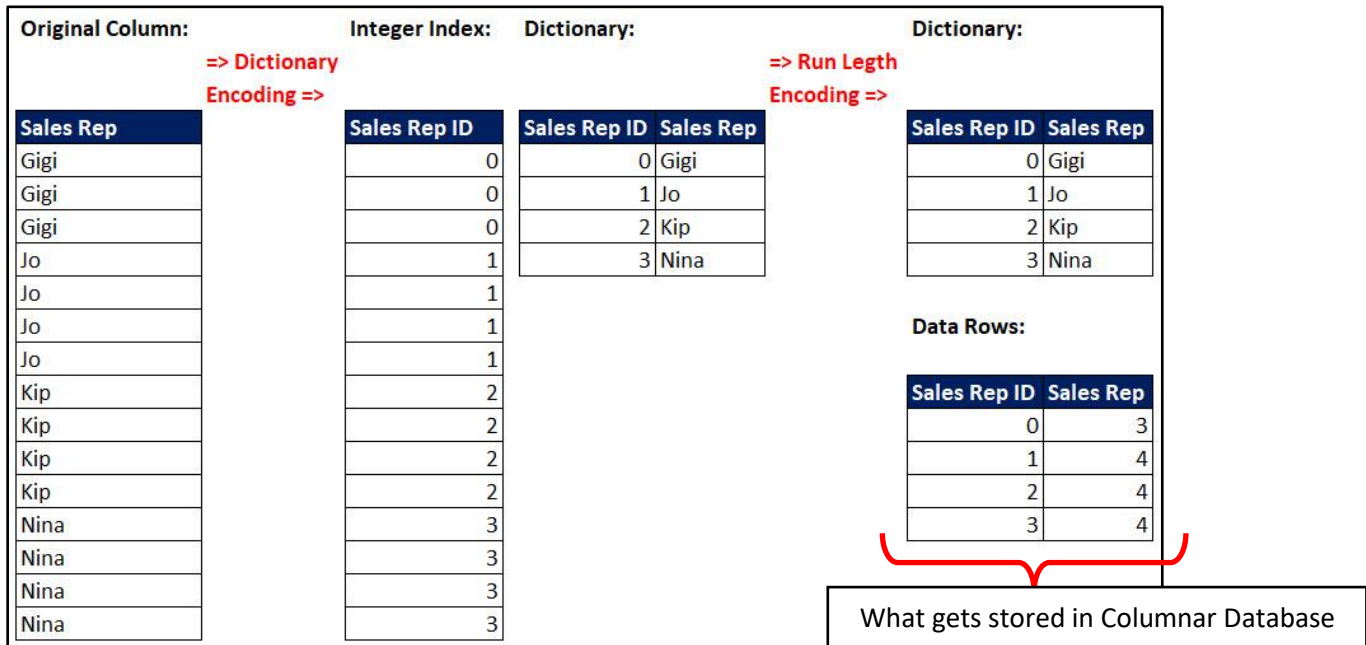 Original Column: Integer Index: Dictionary: Dictionary:
=> Dictionary => Run Legth
Encoding => Encoding =>
Sales Rep Sales Rep ID Sales Rep ID Sales Rep Sales Rep ID Sales Rep
Gigi 0 0 Gigi 0 Gigi
Gigi 0 1 Jo 1 Jo
Gigi 0 2 Kip 2 Kip
Jo 1 3 Nina 3 Nina
Jo 1
Jo 1 Data Rows:
Jo 1
Kip 2 Sales Rep ID Sales Rep
Kip 2 0 3
Kip 2 1 4
Kip 2 2 4
Nina 3 3 4
Nina 3
Nina 3
Nina 3
What gets stored in Columnar Database